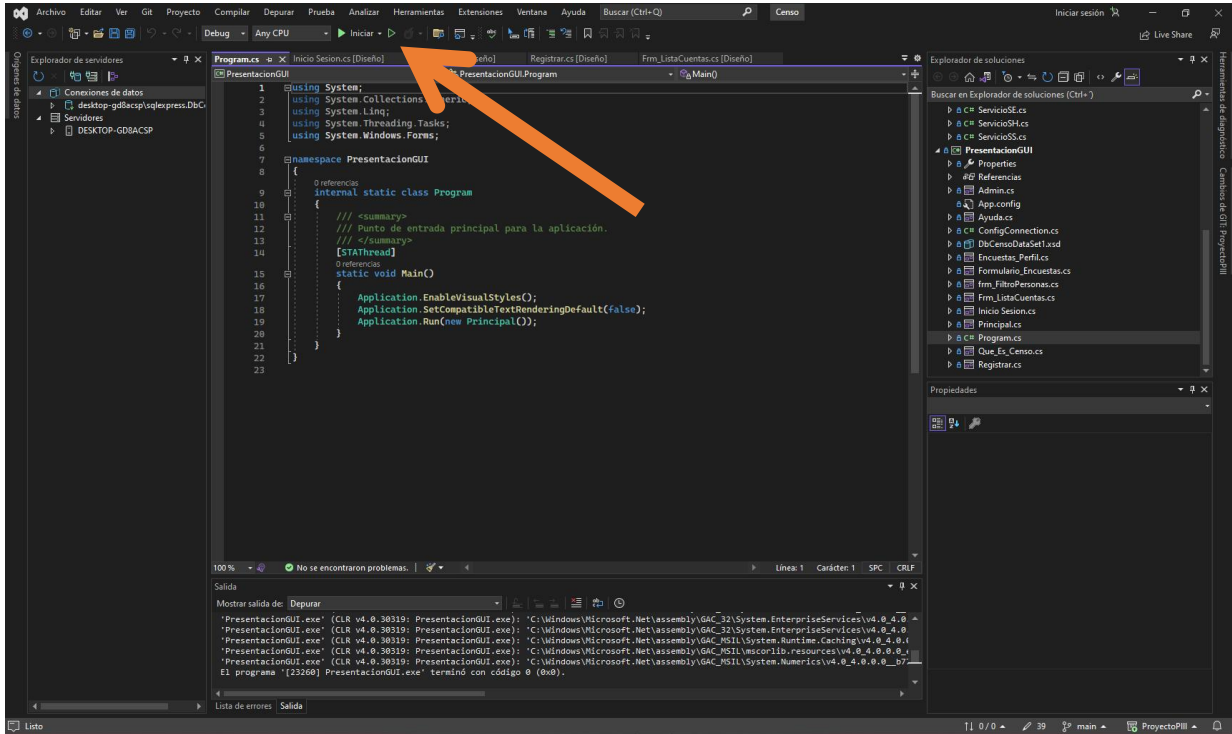 Archivo Editar Ver Git Proyecto Compilar Depurar Prueba Analizar Herramientas Extensiones Ventana Ayuda Buscar (Ctrl+Q) Censo Iniciar sesión
Debug Any CPU Iniciar Live Share
Orígenes de datos
Explorador de servidores
Conexiones de datos
desktop-gd8acsp\sqlexpress.DbC
Servidores
DESKTOP-GD8ACSP
Program.cs Inicio Sesion.cs [Diseño] Registrar.cs [Diseño] Frm_ListaCuentas.cs [Diseño]
PresentacionGUI PresentacionGUI.Program Main()
1 using System;
2 using System.Collections
3 using System.Linq;
4 using System.Threading.Tasks;
5 using System.Windows.Forms;
6
7 namespace PresentacionGUI
8 {
0 referencias
9 internal static class Program
10 {
11 /// <summary>
12 /// Punto de entrada principal para la aplicación.
13 /// </summary>
14 [STAThread]
0 referencias
15 static void Main()
16 {
17 Application.EnableVisualStyles();
18 Application.SetCompatibleTextRenderingDefault(false);
19 Application.Run(new Principal());
20 }
21 }
22 }
23
100 % No se encontraron problemas. Línea: 1 Carácter: 1 SPC CRLF
Salida
Mostrar salida de: Depurar
'PresentacionGUI.exe' (CLR v4.0.30319: PresentacionGUI.exe): 'C:\Windows\Microsoft.Net\assembly\GAC_32\System.EnterpriseServices\v4.0_4.0
'PresentacionGUI.exe' (CLR v4.0.30319: PresentacionGUI.exe): 'C:\Windows\Microsoft.Net\assembly\GAC_32\System.EnterpriseServices\v4.0_4.0.
'PresentacionGUI.exe' (CLR v4.0.30319: PresentacionGUI.exe): 'C:\Windows\Microsoft.Net\assembly\GAC_MSIL\System.Runtime.Caching\v4.0_4.0.
'PresentacionGUI.exe' (CLR v4.0.30319: PresentacionGUI.exe): 'C:\Windows\Microsoft.Net\assembly\GAC_MSIL\mscorlib.resources\v4.0_4.0.0.0_
'PresentacionGUI.exe' (CLR v4.0.30319: PresentacionGUI.exe): 'C:\Windows\Microsoft.Net\assembly\GAC_MSIL\System.Numerics\v4.0_4.0.0.0__b7
El programa '[23260] PresentacionGUI.exe' terminó con código 0 (0x0).
Lista de errores Salida
Explorador de soluciones
Buscar en Explorador de soluciones (Ctrl+')
C# ServicioSE.cs
C# ServicioSH.cs
C# ServicioSS.cs
PresentacionGUI
Properties
Referencias
Admin.cs
App.config
Ayuda.cs
C# ConfigConnection.cs
DbCensoDataSet1.xsd
Encuestas_Perfil.cs
Formulario_Encuestas.cs
frm_FiltroPersonas.cs
Frm_ListaCuentas.cs
Inicio Sesion.cs
Principal.cs
C# Program.cs
Que_Es_Censo.cs
Registrar.cs
Propiedades
Herramientas de diagnóstico
Cambios de GIT: ProyectoPIII
Listo 0 / 0 39 main ProyectoPIII